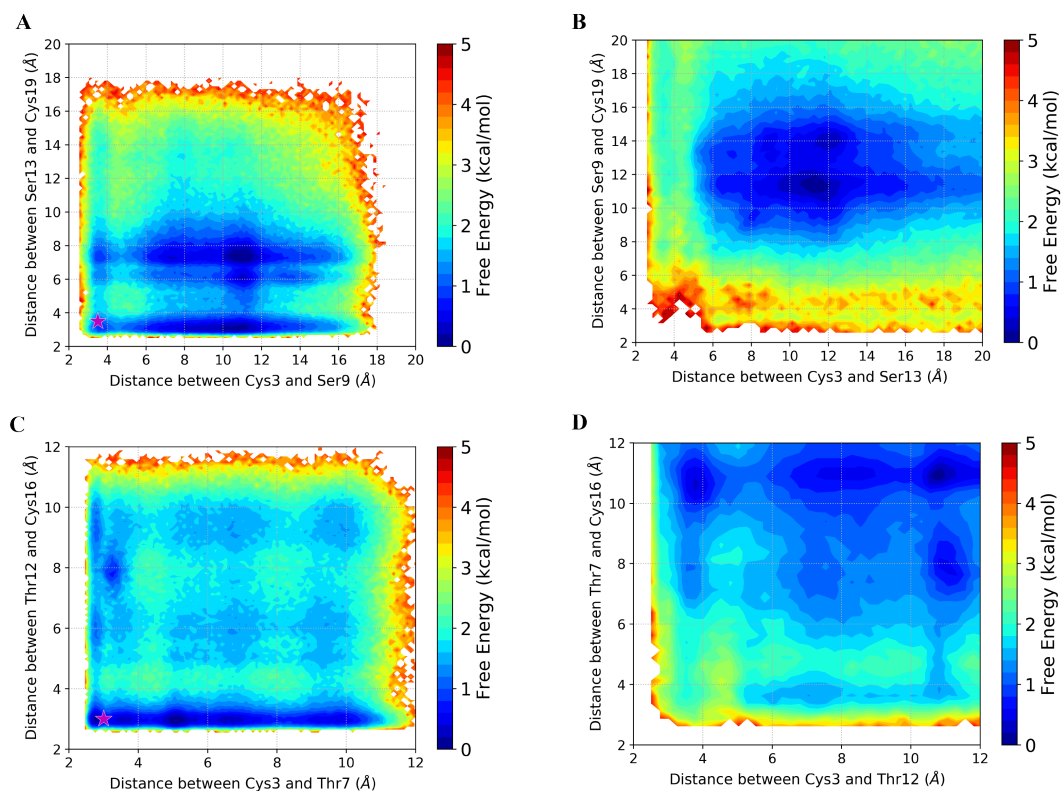 A
20
18
16
14
12
10
8
6
4
2
2 4 6 8 10 12 14 16 18 20
Distance between Ser13 and Cys19 (Å)
Distance between Cys3 and Ser9 (Å)
5
4
3
2
1
0
Free Energy (kcal/mol)
B
20
18
16
14
12
10
8
6
4
2
2 4 6 8 10 12 14 16 18 20
Distance between Ser9 and Cys19 (Å)
Distance between Cys3 and Ser13 (Å)
5
4
3
2
1
0
Free Energy (kcal/mol)
C
12
10
8
6
4
2
2 4 6 8 10 12
Distance between Thr12 and Cys16 (Å)
Distance between Cys3 and Thr7 (Å)
5
4
3
2
1
0
Free Energy (kcal/mol)
D
12
10
8
6
4
2
2 4 6 8 10 12
Distance between Thr7 and Cys16 (Å)
Distance between Cys3 and Thr12 (Å)
5
4
3
2
1
0
Free Energy (kcal/mol)